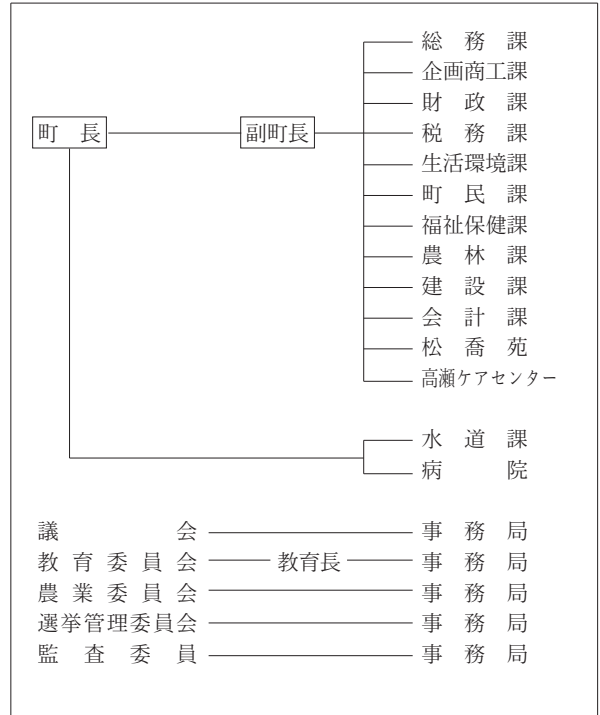 総務課
企画商工課
財政課
町長 副町長 税務課
生活環境課
町民課
福祉保健課
農林課
建設課
会計課
松喬苑
高瀬ケアセンター
水道課
病院
議会 事務局
教育委員会 教育長 事務局
農業委員会 事務局
選挙管理委員会 事務局
監査委員 事務局